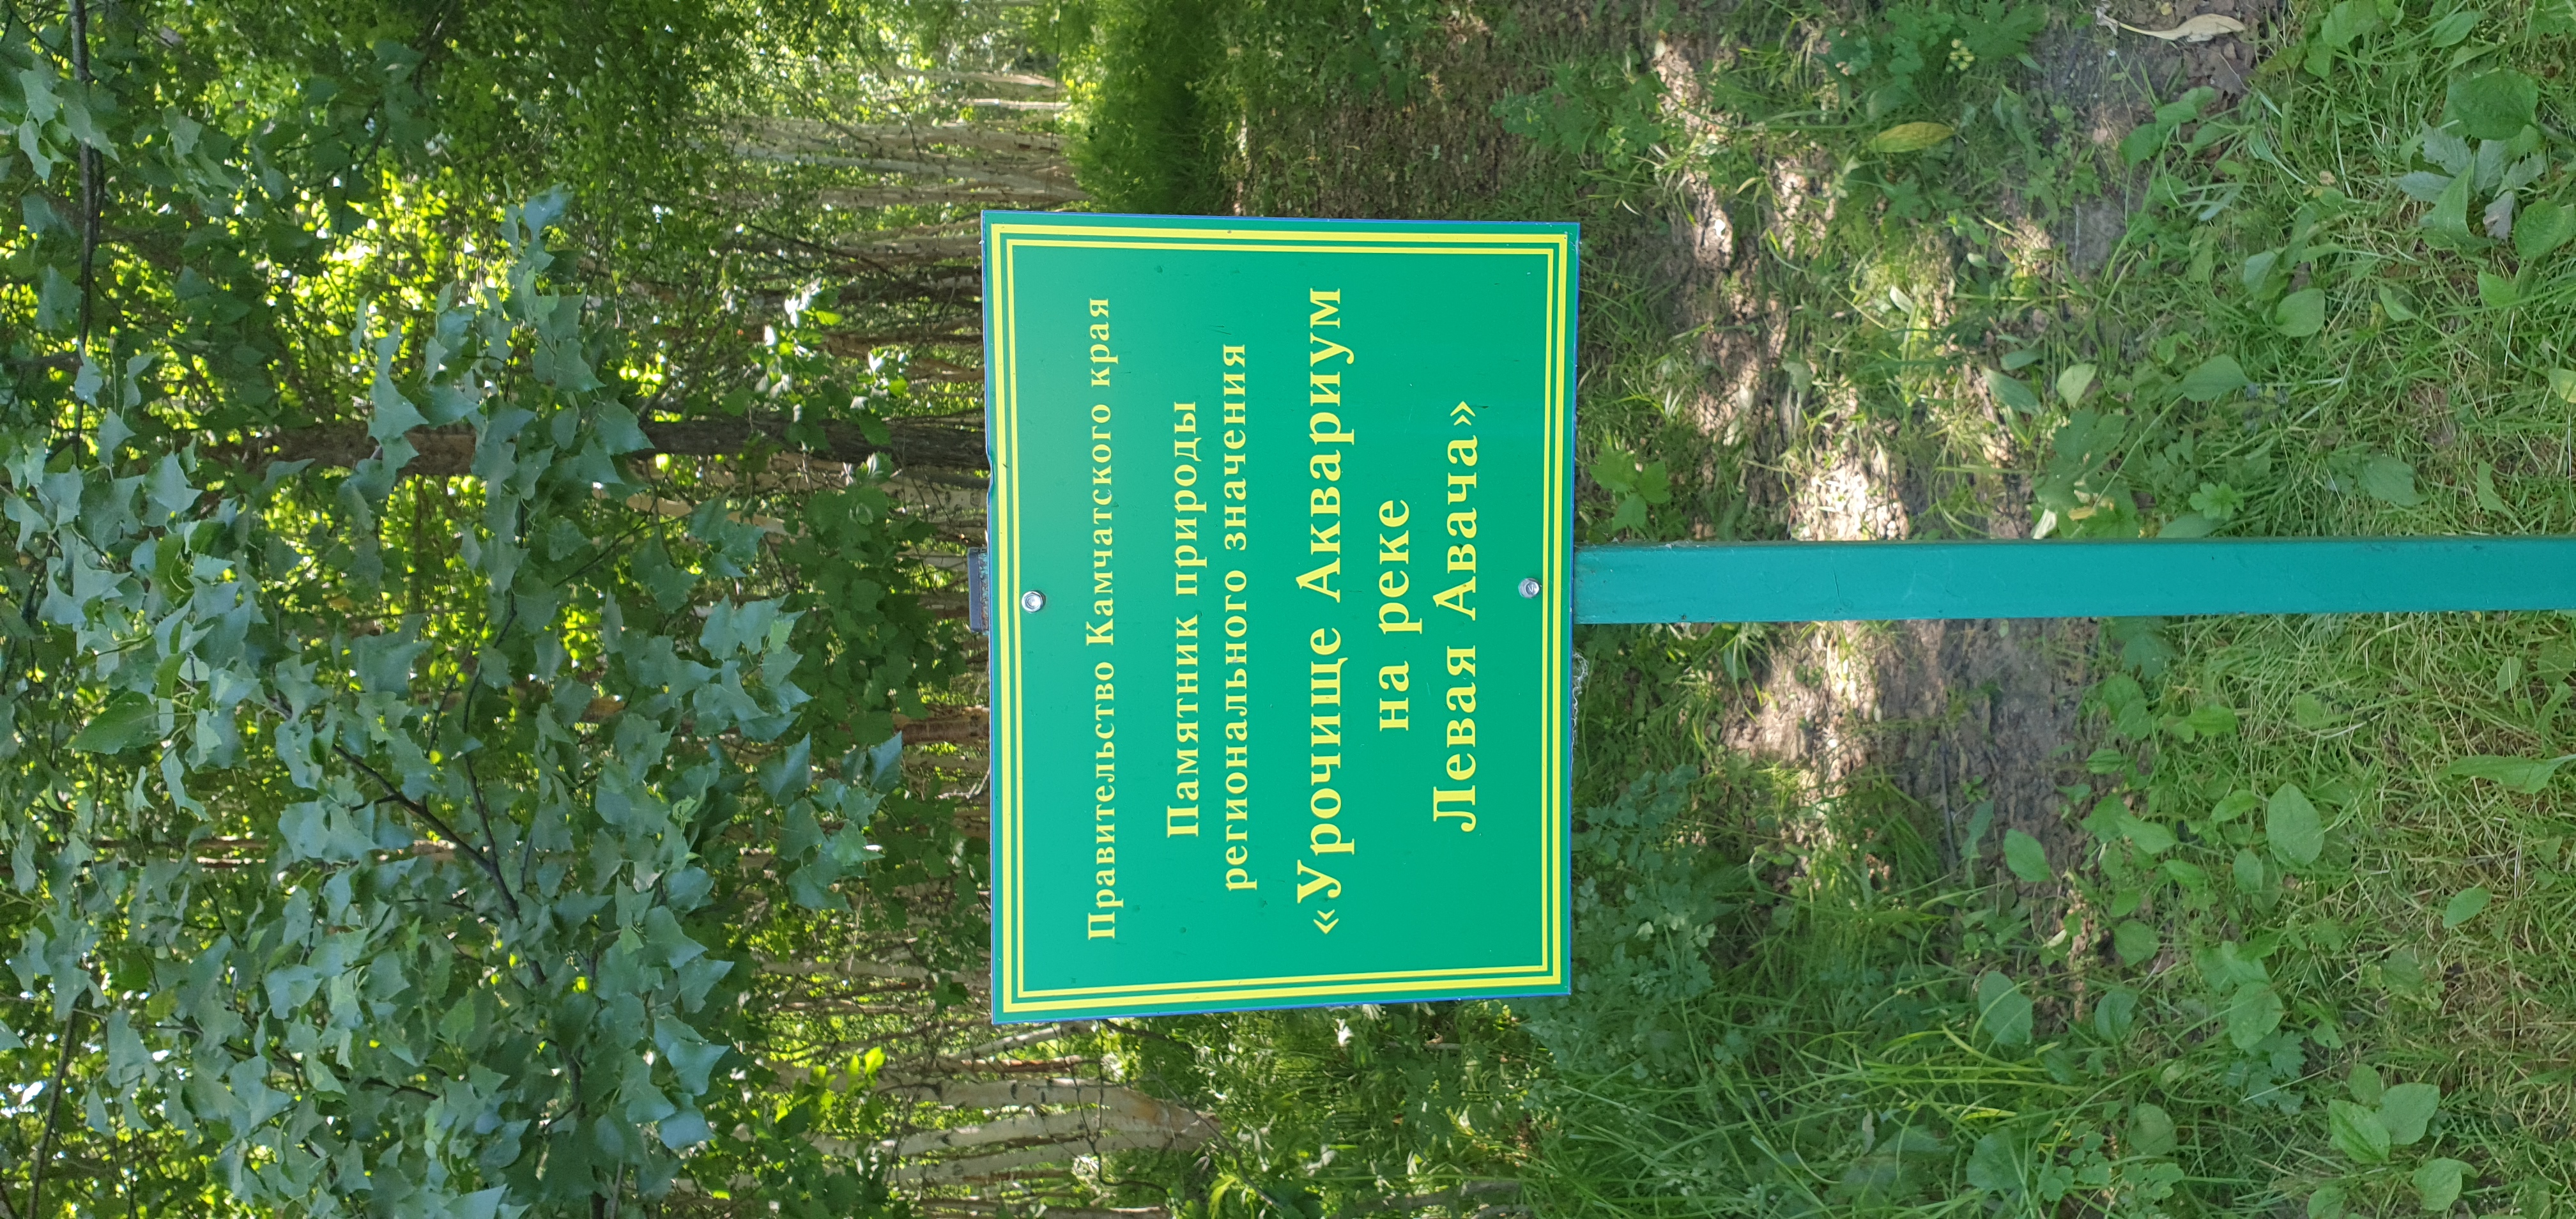 Правительство Камчатского края
Памятник природы
регионального значения
«Урочище Аквариум
на реке
Левая Авача»